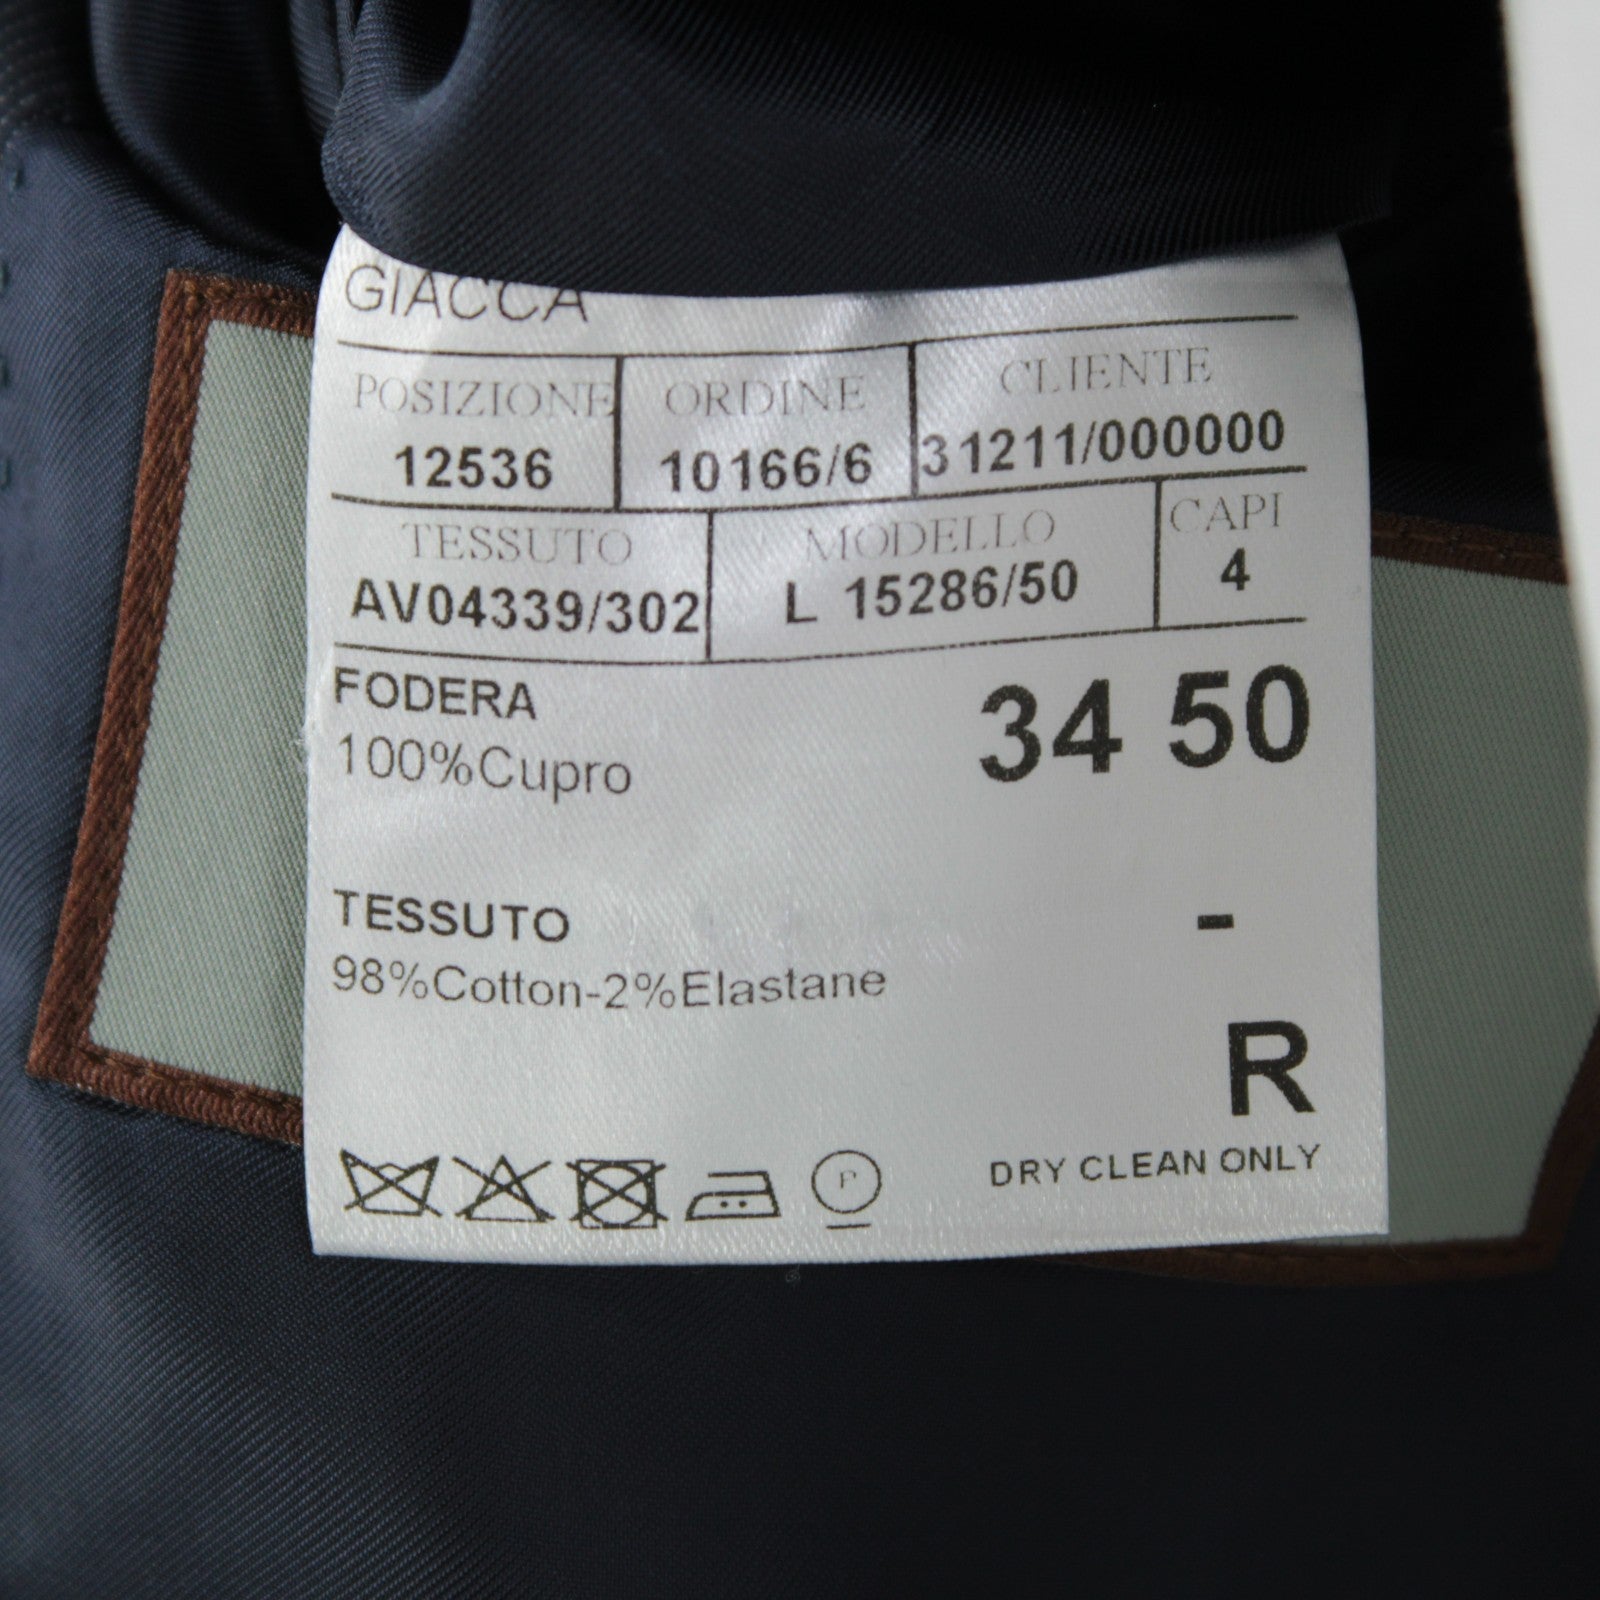 GIACCA
POSIZIONE ORDINE CLIENTE
12536 10166/6 31211/000000
TESSUTO MODELLO CAPI
AV04339/302 L 15286/50 4
FODERA 34 50
100%Cupro
TESSUTO -
98%Cotton-2%Elastane
R
P DRY CLEAN ONLY